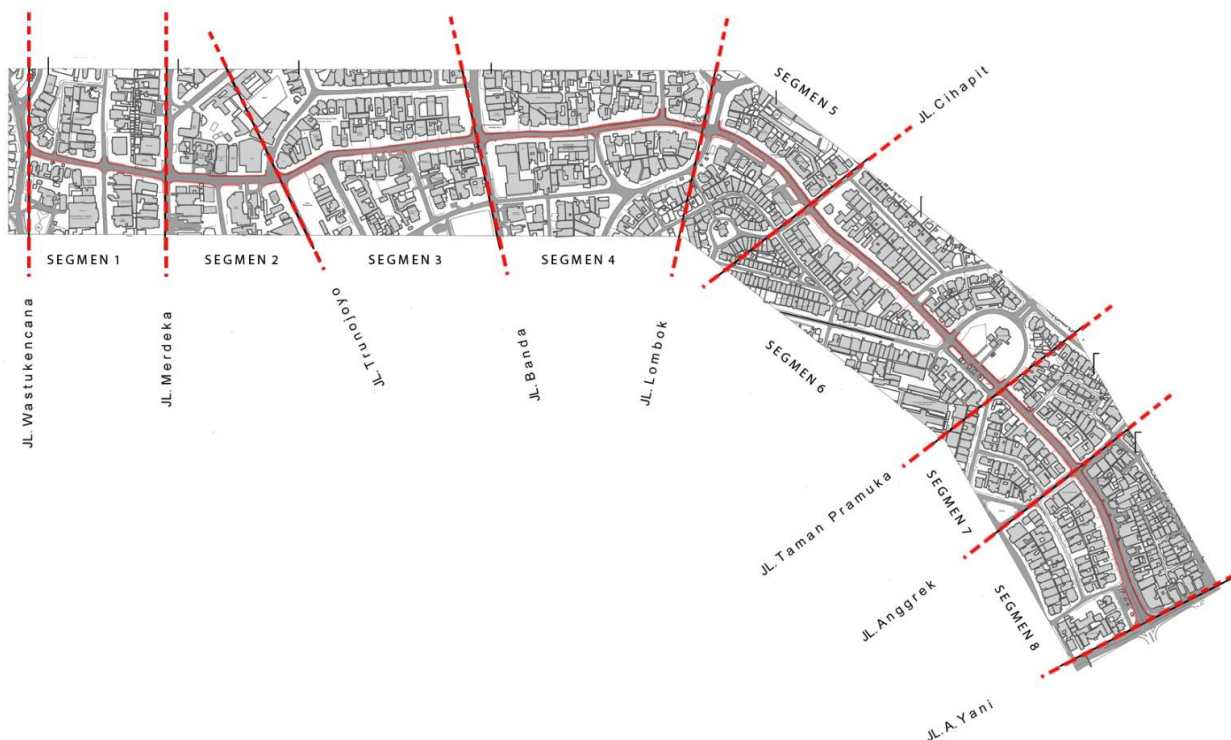 SEGMEN 1
SEGMEN 2
SEGMEN 3
SEGMEN 4
SEGMEN 5
SEGMEN 6
SEGMEN 7
SEGMEN 8
JL. Wastukencana
JL. Merdeka
JL. Trunojoyo
JL. Banda
JL. Lombok
JL. Cihapit
JL. Taman Pramuka
JL. Anggrek
JL. A. Yani